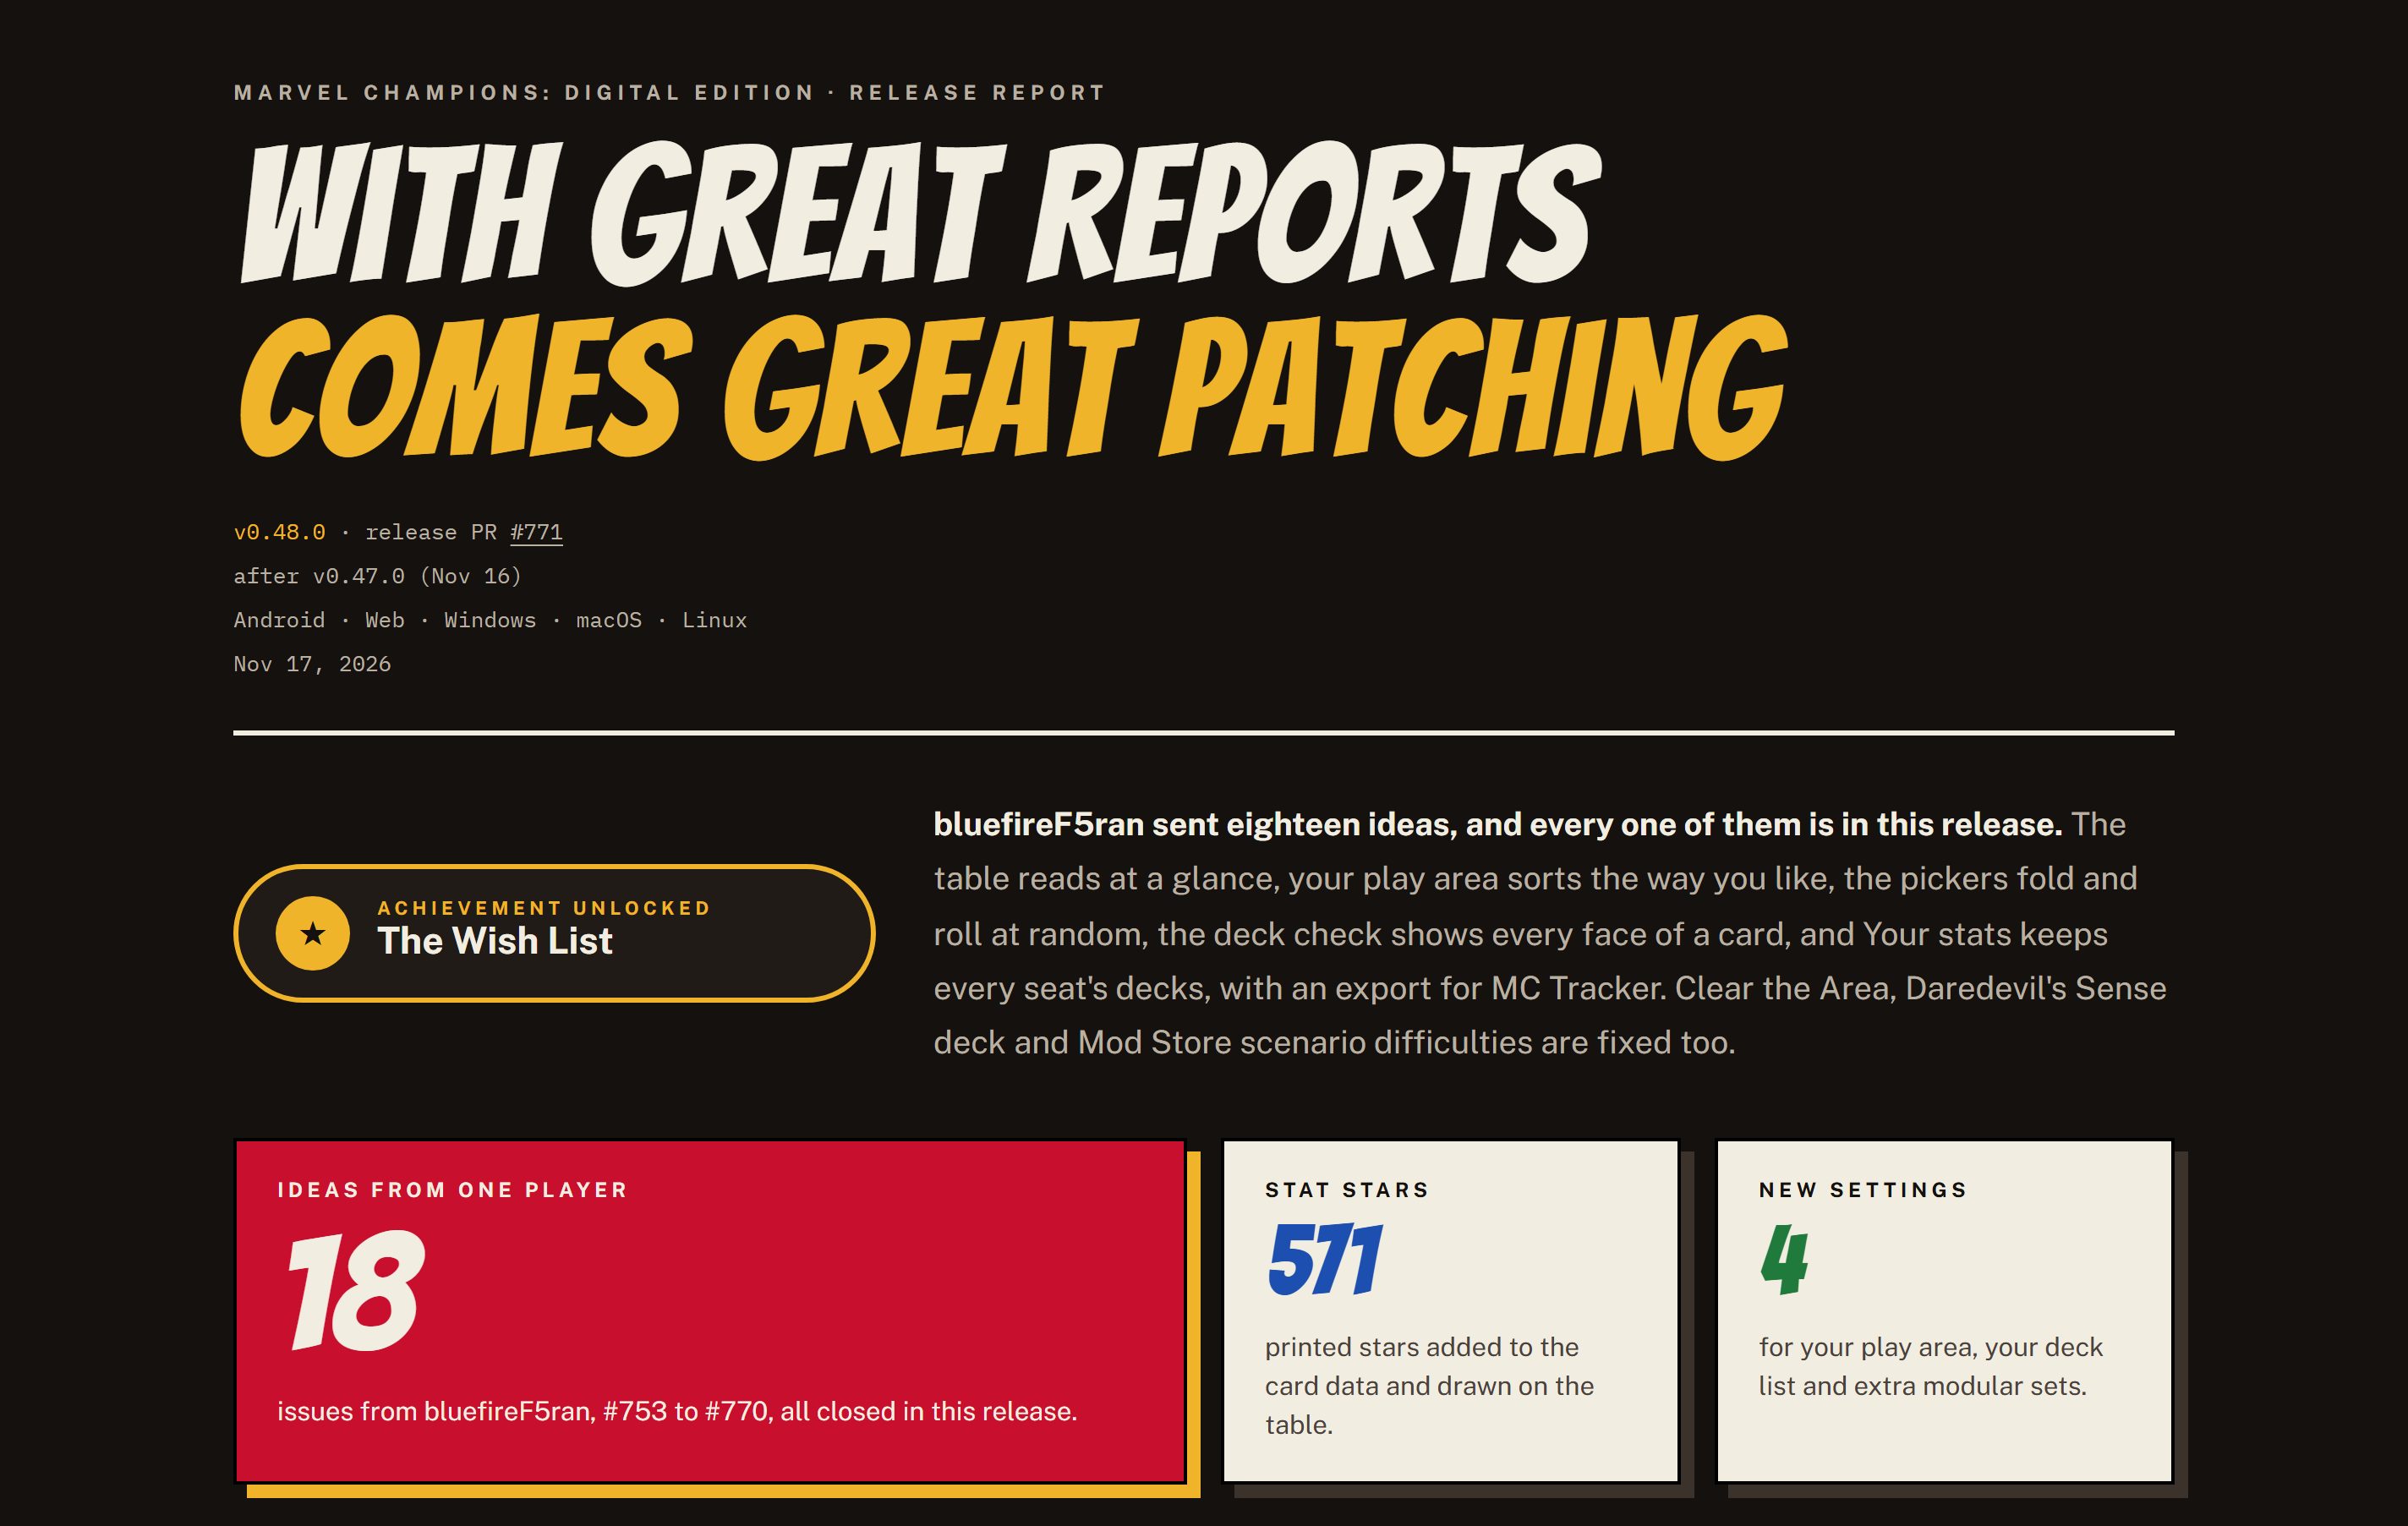 MARVEL CHAMPIONS: DIGITAL EDITION · RELEASE REPORT
WITH GREAT REPORTS
COMES GREAT PATCHING
v0.48.0 · release PR #771
after v0.47.0 (Nov 16)
Android · Web · Windows · macOS · Linux
Nov 17, 2026
ACHIEVEMENT UNLOCKED
The Wish List
bluefireF5ran sent eighteen ideas, and every one of them is in this release. The
table reads at a glance, your play area sorts the way you like, the pickers fold and
roll at random, the deck check shows every face of a card, and Your stats keeps
every seat's decks, with an export for MC Tracker. Clear the Area, Daredevil's Sense
deck and Mod Store scenario difficulties are fixed too.
IDEAS FROM ONE PLAYER
18
issues from bluefireF5ran, #753 to #770, all closed in this release.
STAT STARS
571
printed stars added to the
card data and drawn on the
table.
NEW SETTINGS
4
for your play area, your deck
list and extra modular sets.